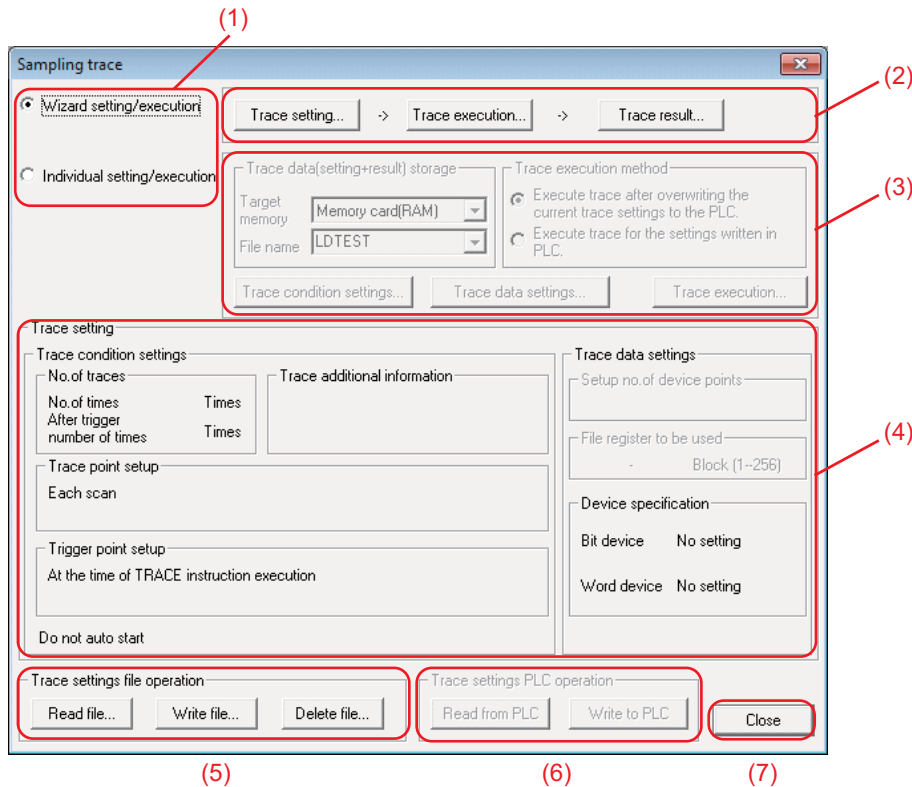 (1)
Sampling trace
(2)
Wizard setting/execution
Trace setting... -> Trace execution... -> Trace result...
Individual setting/execution
(3)
Trace data(setting+result) storage
Target
memory
Memory card(RAM)
File name
LDTEST
Trace execution method
Execute trace after overwriting the
current trace settings to the PLC.
Execute trace for the settings written in
PLC.
Trace condition settings... Trace data settings... Trace execution...
(4)
Trace setting
Trace condition settings
No.of traces
No.of times Times
After trigger
number of times Times
Trace additional information
Trace point setup
Each scan
Trigger point setup
At the time of TRACE instruction execution
Do not auto start
Trace data settings
Setup no.of device points
File register to be used
- Block (1--256)
Device specification
Bit device No setting
Word device No setting
Trace settings file operation
Read file... Write file... Delete file...
Trace settings PLC operation
Read from PLC Write to PLC
Close
(5)
(6)
(7)